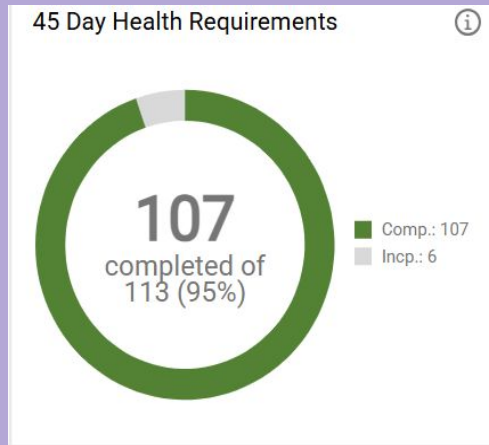 45 Day Health Requirements
107
completed of
113 (95%)
Comp.: 107
Incp.: 6